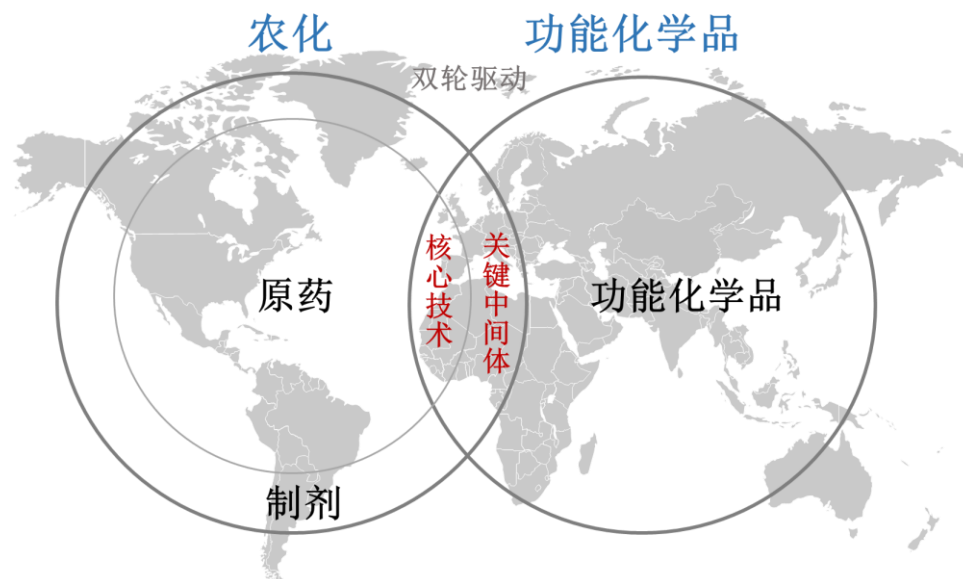 农化
功能化学品
双轮驱动
核心技术
关键中间体
原药
功能化学品
制剂